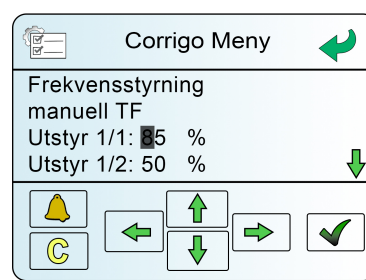 Corrigo Meny
Frekvensstyrning
manuell TF
Utstyr 1/1: 85 %
Utstyr 1/2: 50 %
C